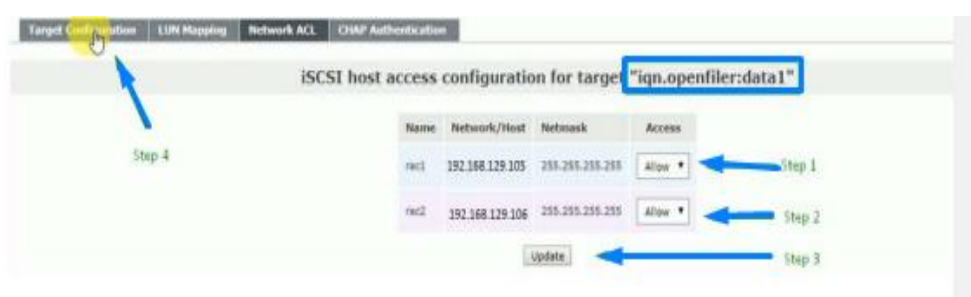 Target Configuration LUN Mapping Network ACL CHAP Authentication
iSCSI host access configuration for target "iqn.openfiler:data1"
Name Network/Host Netmask Access
rac1 192.168.129.105 255.255.255.255 Allow
Step 1
rac2 192.168.129.106 255.255.255.255 Allow
Step 2
Update
Step 3
Step 4